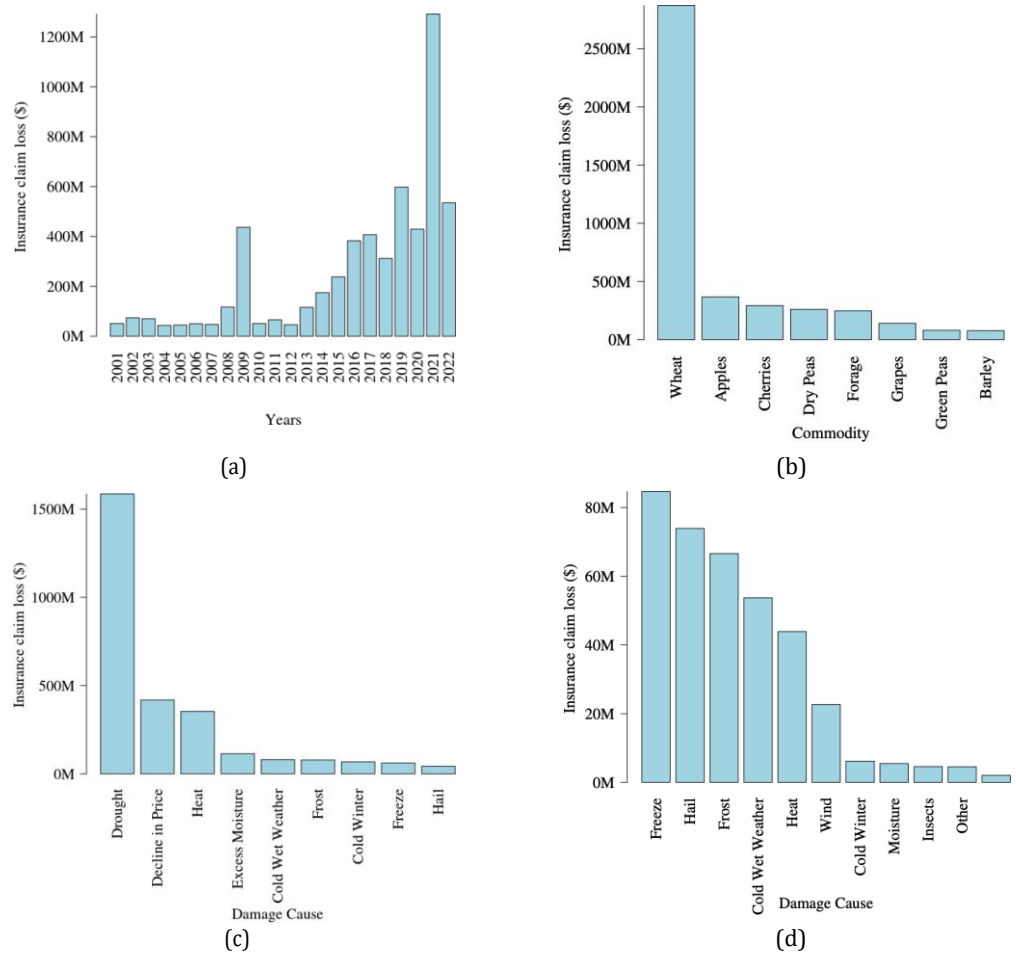 1200M
1000M
800M
600M
400M
200M
0M
Insurance claim loss ($)
2001
2002
2003
2004
2005
2006
2007
2008
2009
2010
2011
2012
2013
2014
2015
2016
2017
2018
2019
2020
2021
2022
Years
(a)
2500M
2000M
1500M
1000M
500M
0M
Insurance claim loss ($)
Wheat
Apples
Cherries
Dry Peas
Forage
Grapes
Green Peas
Barley
Commodity
(b)
1500M
1000M
500M
0M
Insurance claim loss ($)
Drought
Decline in Price
Heat
Excess Moisture
Cold Wet Weather
Frost
Cold Winter
Freeze
Hail
Damage Cause
(c)
80M
60M
40M
20M
0M
Insurance claim loss ($)
Freeze
Hail
Frost
Cold Wet Weather
Heat
Wind
Cold Winter
Moisture
Insects
Other
Damage Cause
(d)